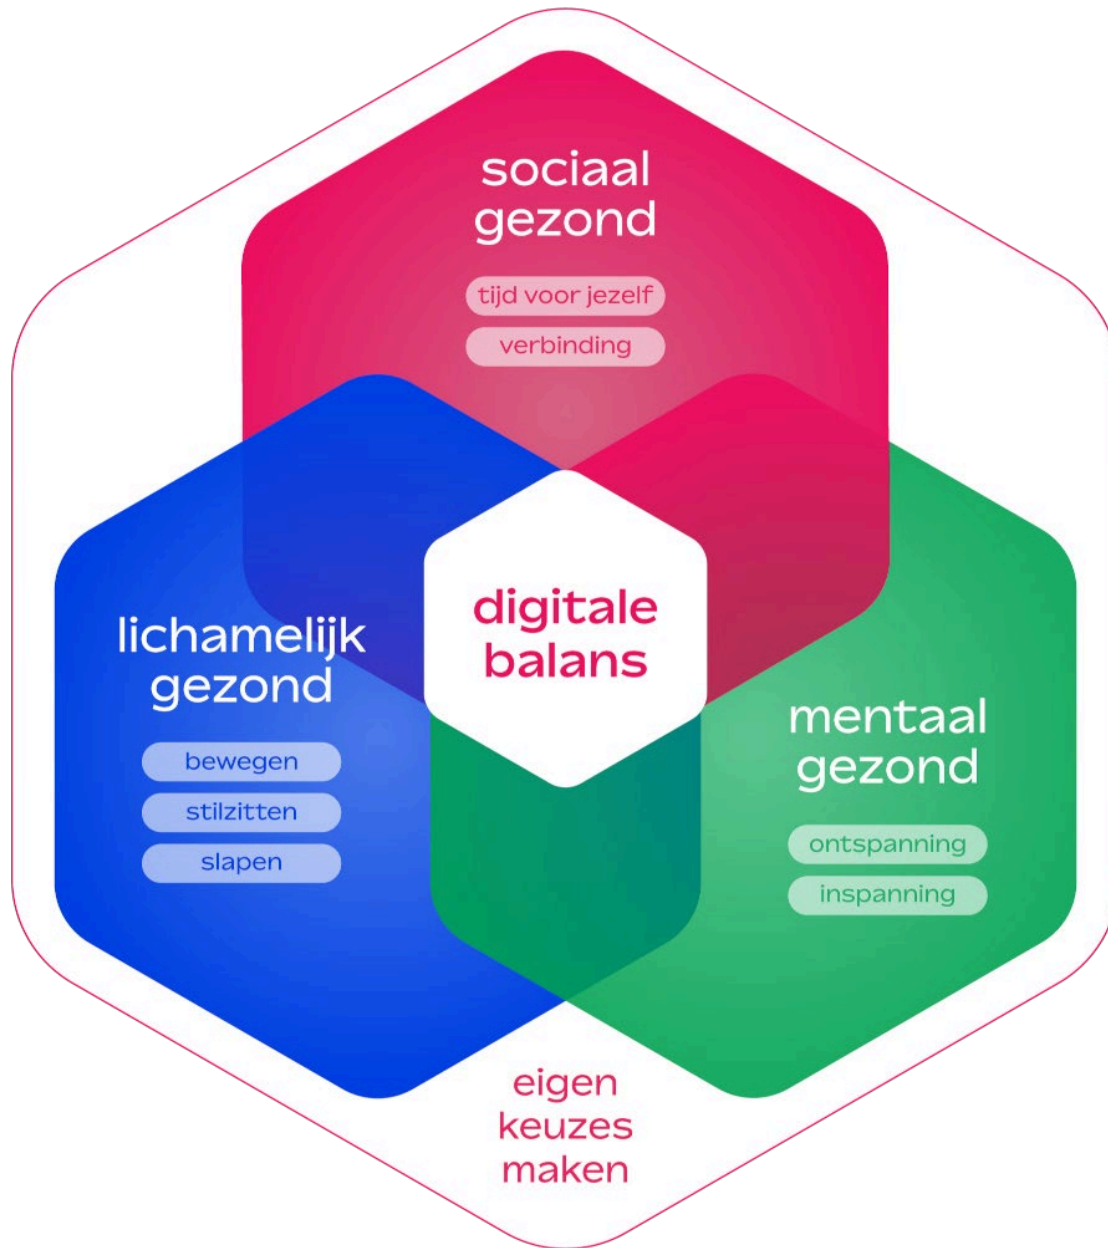 sociaal
gezond
tijd voor jezelf
verbinding
digitale
balans
lichamelijk
gezond
bewegen
stilzitten
slapen
mentaal
gezond
ontspanning
inspanning
eigen
keuzes
maken